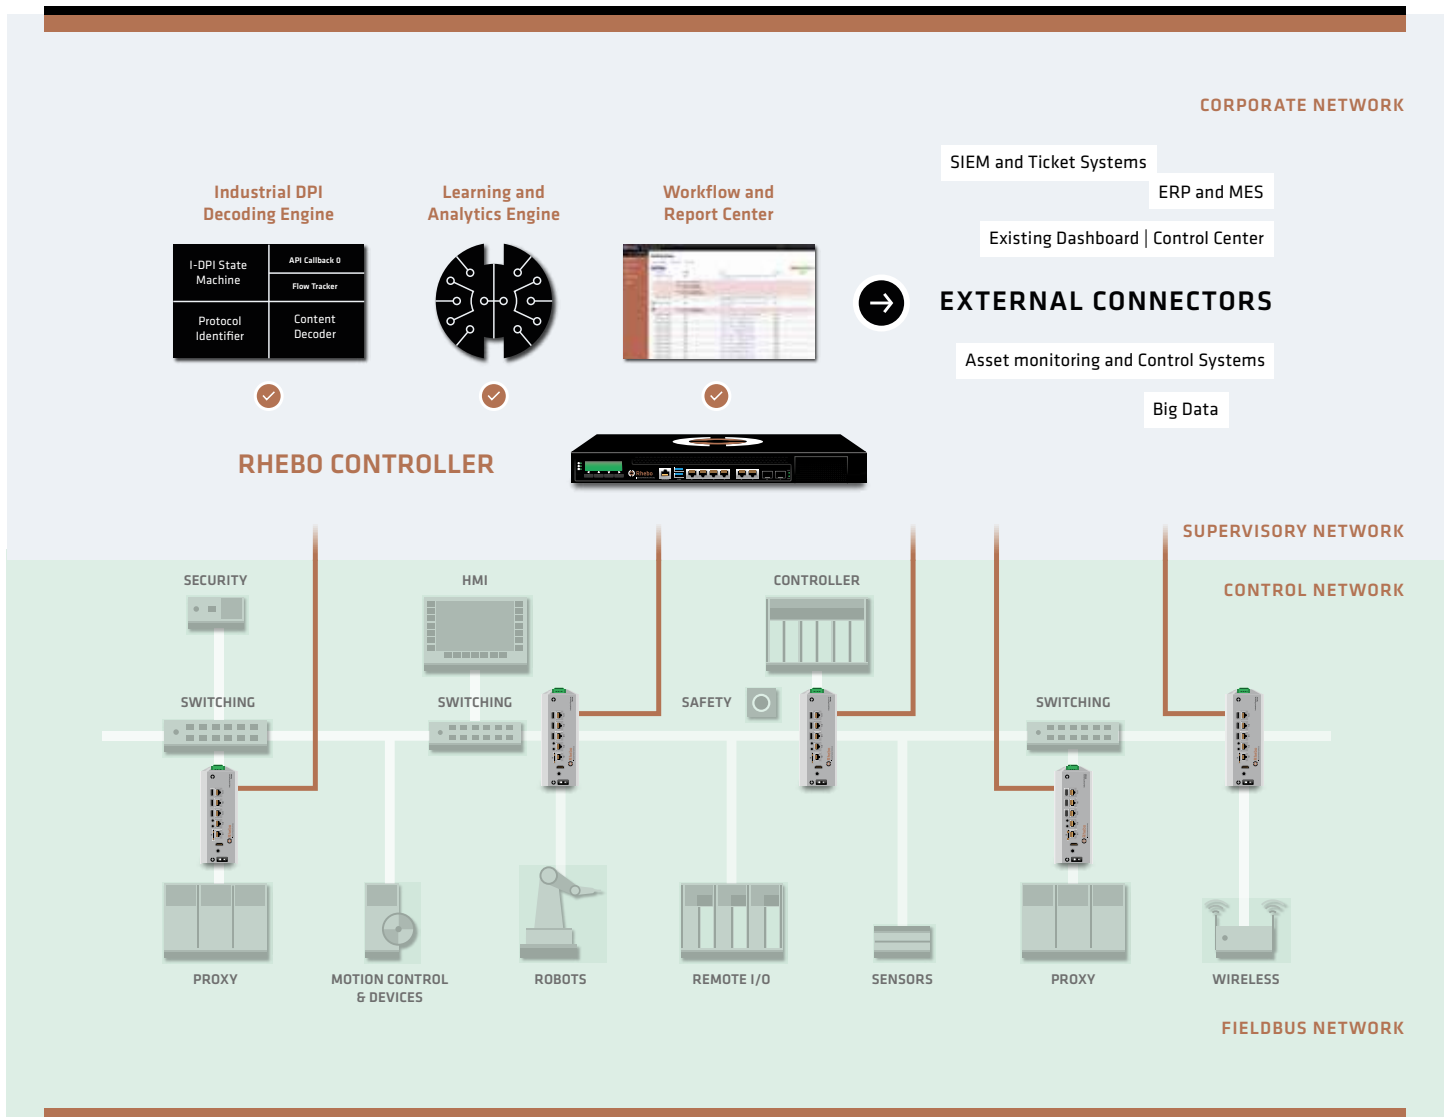 CORPORATE NETWORK
SIEM and Ticket Systems
ERP and MES
Existing Dashboard | Control Center
EXTERNAL CONNECTORS
Asset monitoring and Control Systems
Big Data
Industrial DPI
Decoding Engine
I-DPI State
Machine
API Callback 0
Flow Tracker
Protocol
Identifier
Content
Decoder
Learning and
Analytics Engine
Workflow and
Report Center
RHEBO CONTROLLER
Rhebo
SUPERVISORY NETWORK
CONTROL NETWORK
SECURITY
HMI
CONTROLLER
SWITCHING
SWITCHING
SAFETY
SWITCHING
PROXY
MOTION CONTROL
& DEVICES
ROBOTS
REMOTE I/O
SENSORS
PROXY
WIRELESS
FIELDBUS NETWORK